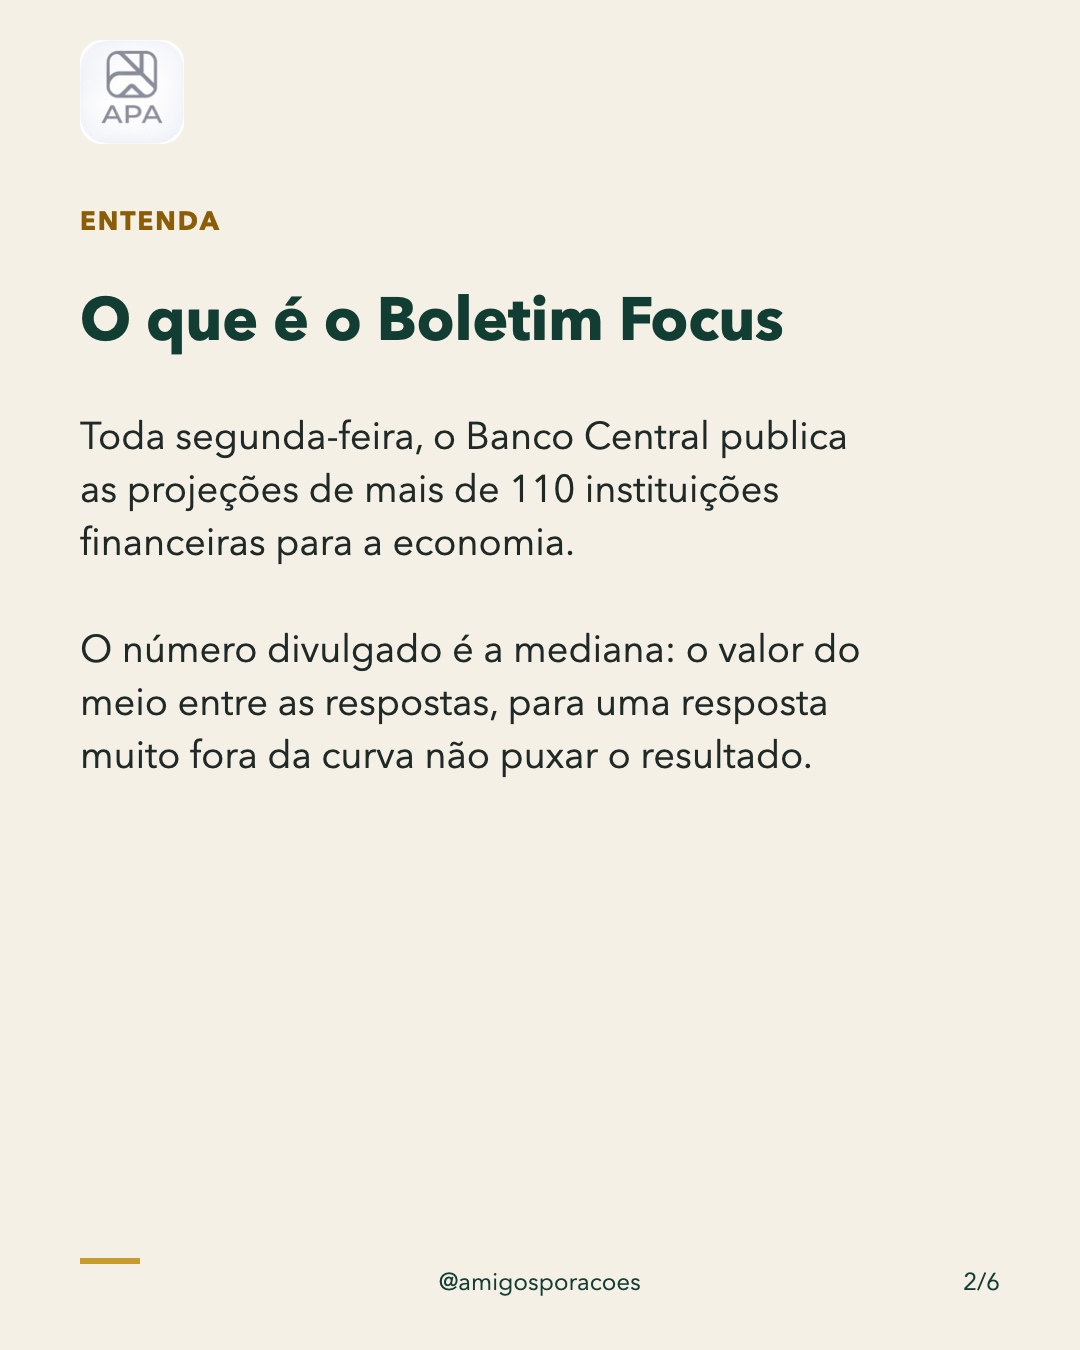 APA
ENTENDA
O que é o Boletim Focus
Toda segunda-feira, o Banco Central publica
as projeções de mais de 110 instituições
financeiras para a economia.
O número divulgado é a mediana: o valor do
meio entre as respostas, para uma resposta
muito fora da curva não puxar o resultado.
@amigosporacoes
2/6